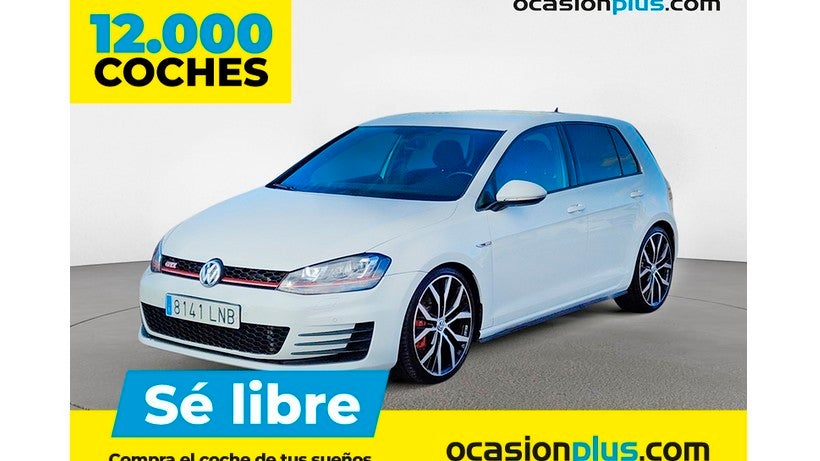 ocasionplus.com
12.000
COCHES
GTI
8141 LNB
Sé libre
Compra el coche de tus sueños
ocasionplus.com